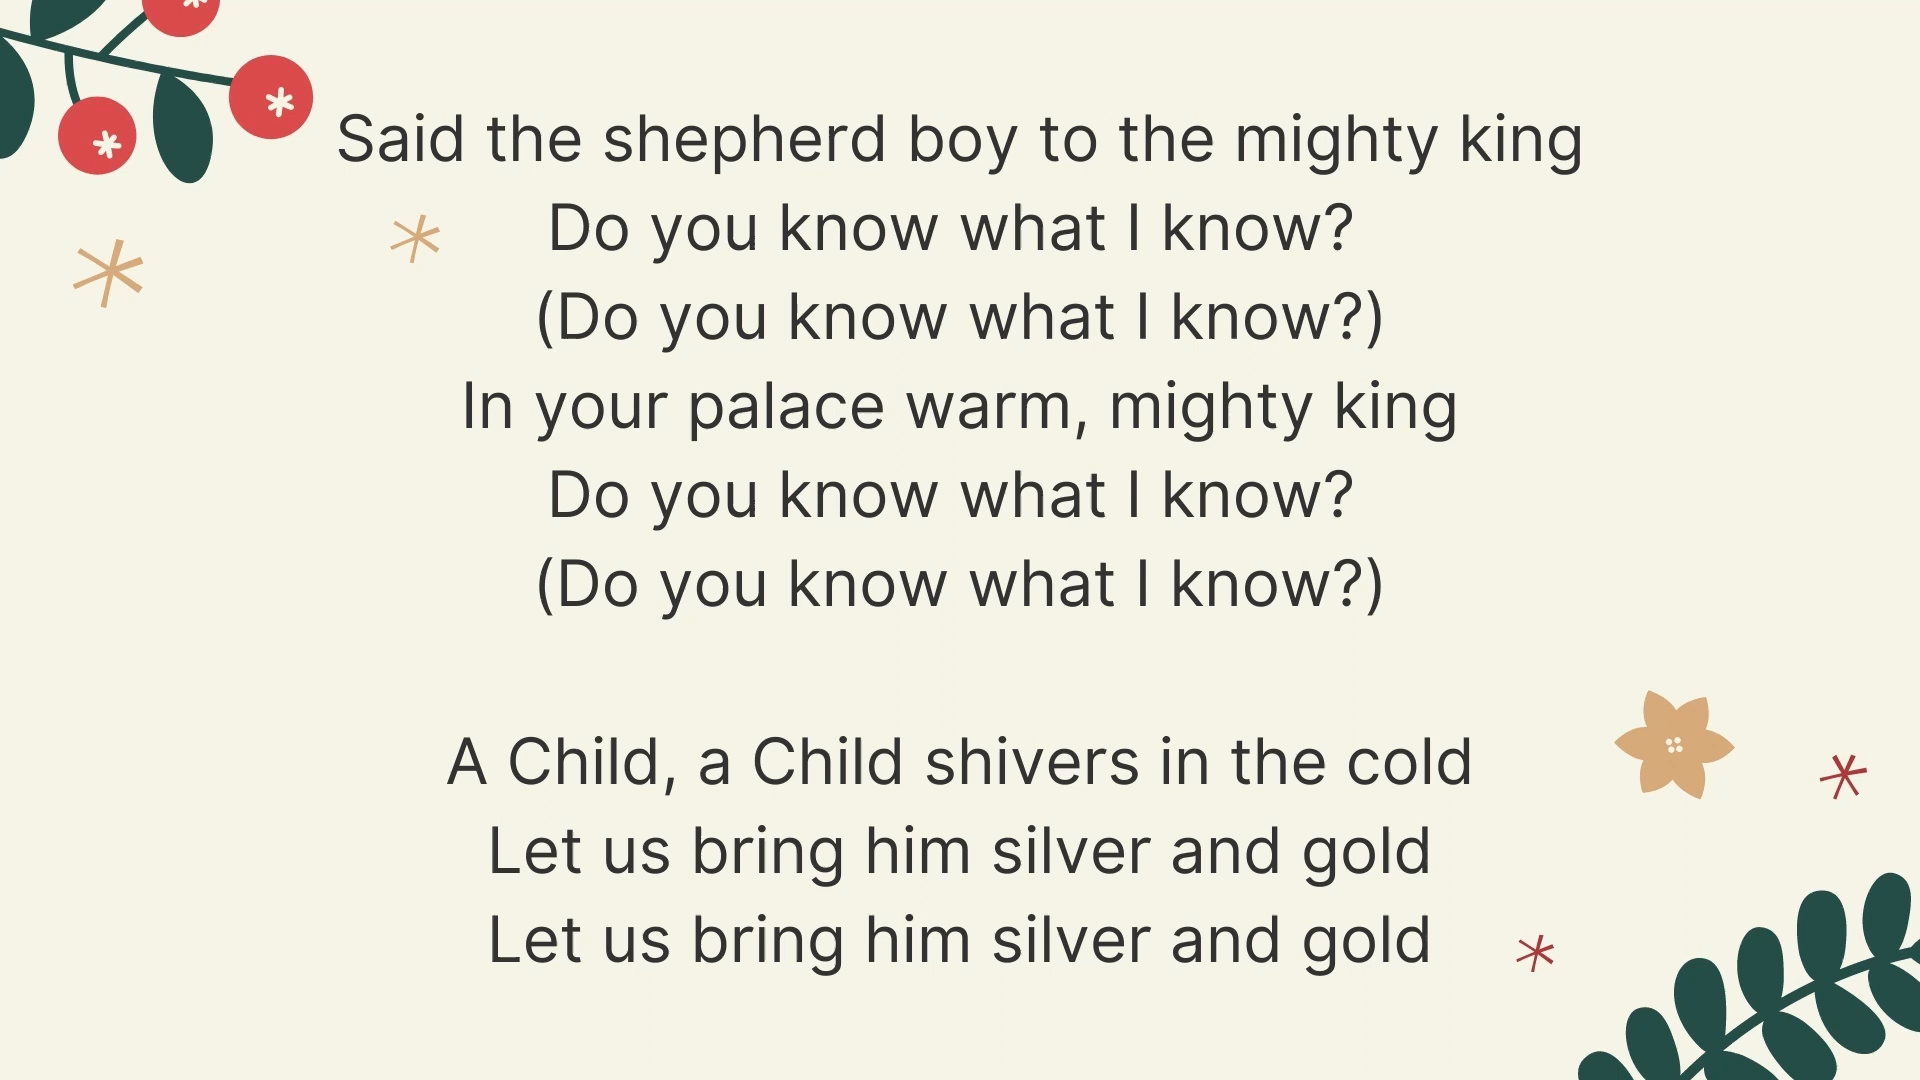 Said the shepherd boy to the mighty king
Do you know what I know?
(Do you know what I know?)
In your palace warm, mighty king
Do you know what I know?
(Do you know what I know?)
A Child, a Child shivers in the cold
Let us bring him silver and gold
Let us bring him silver and gold